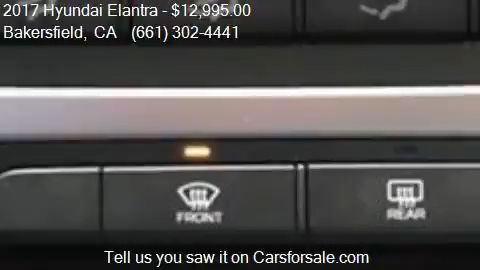 2017 Hyundai Elantra - $12,995.00
Bakersfield, CA (661) 302-4441
FRONT
REAR
Tell us you saw it on Carsforsale.com